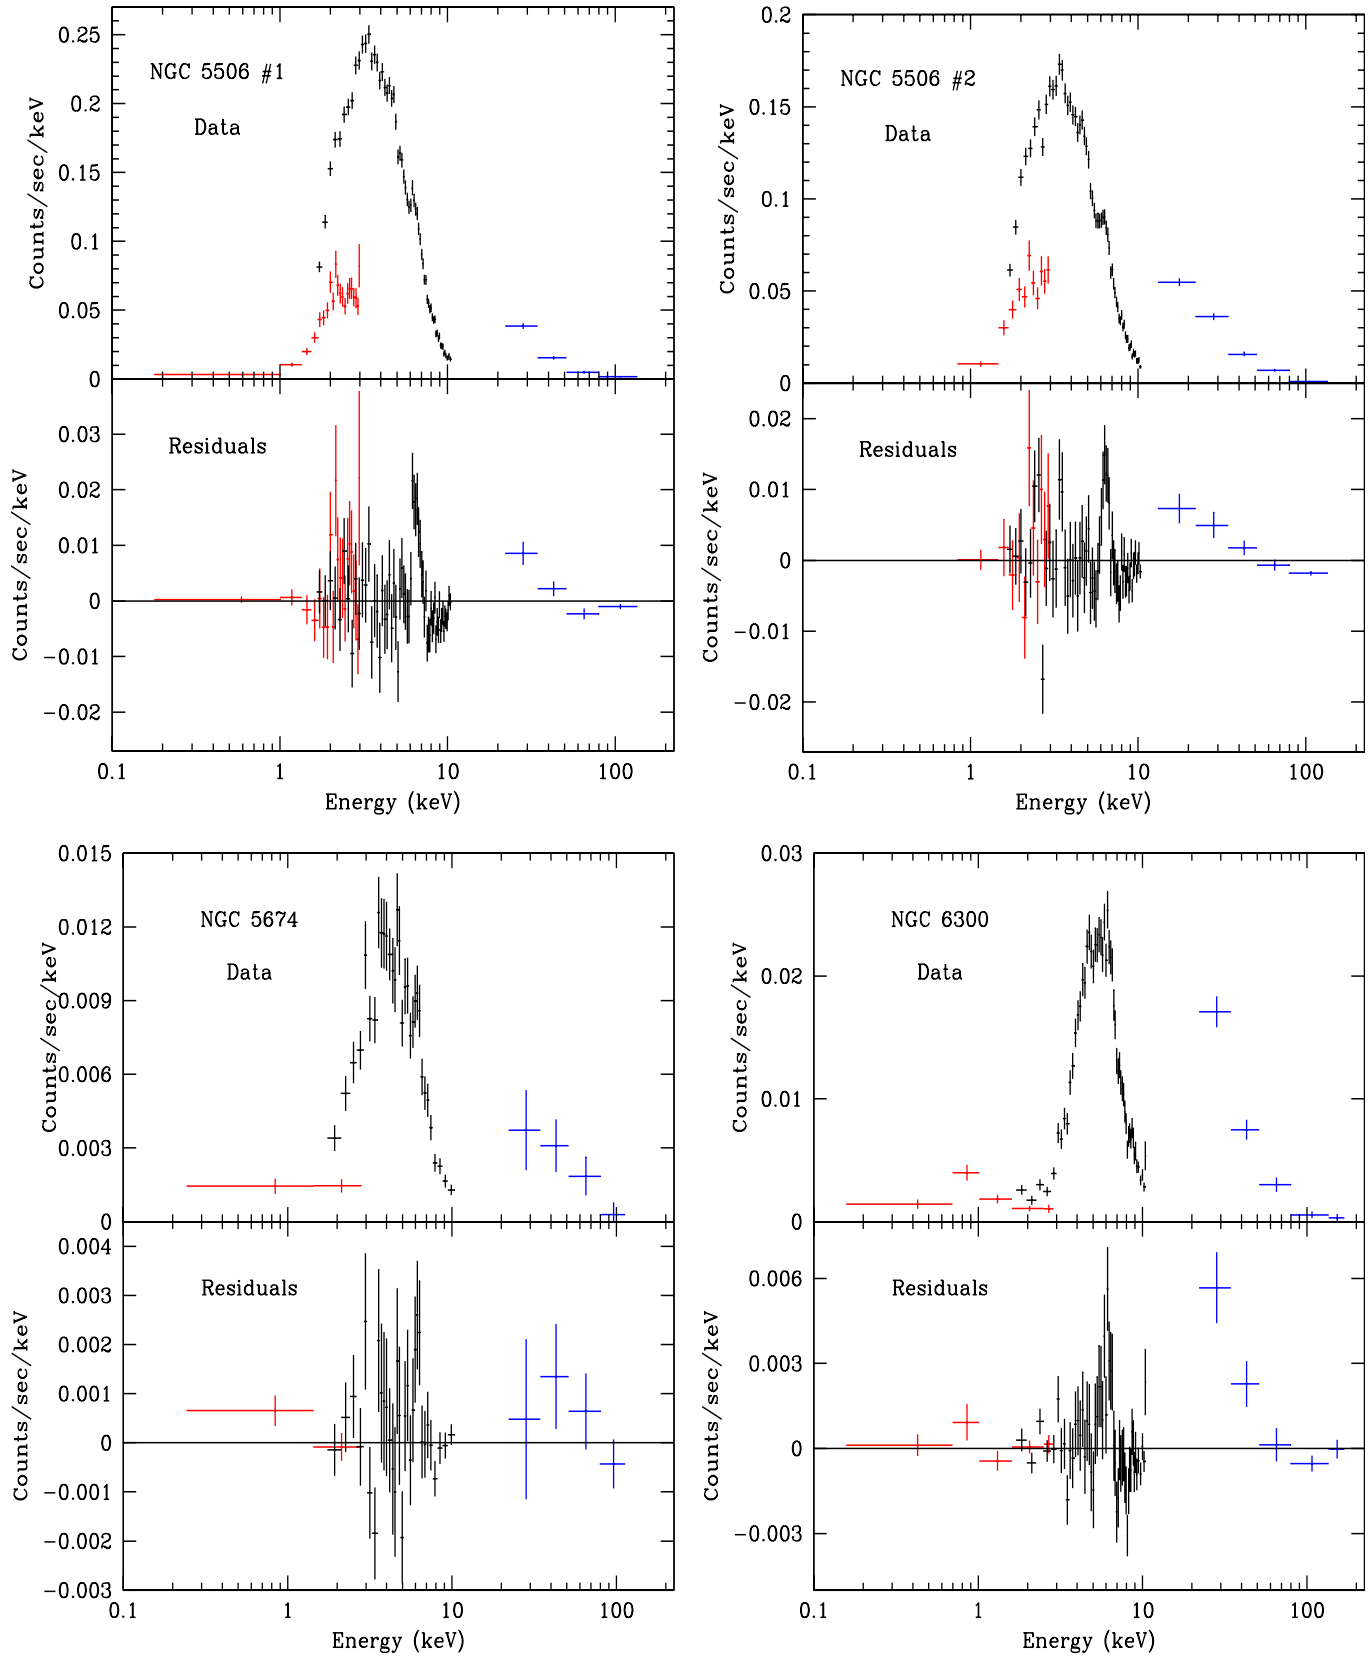 NGC 5506 #1
Data
Counts/sec/keV
0.25
0.2
0.15
0.1
0.05
0
Residuals
Counts/sec/keV
0.03
0.02
0.01
0
−0.01
−0.02
0.1 1 10 100
Energy (keV)
NGC 5506 #2
Data
Counts/sec/keV
0.2
0.15
0.1
0.05
0
Residuals
Counts/sec/keV
0.02
0.01
0
−0.01
−0.02
0.1 1 10 100
Energy (keV)
NGC 5674
Data
Counts/sec/keV
0.015
0.012
0.009
0.006
0.003
0
Residuals
Counts/sec/keV
0.004
0.003
0.002
0.001
0
−0.001
−0.002
−0.003
0.1 1 10 100
Energy (keV)
NGC 6300
Data
Counts/sec/keV
0.03
0.02
0.01
0
Residuals
Counts/sec/keV
0.006
0.003
0
−0.003
0.1 1 10 100
Energy (keV)